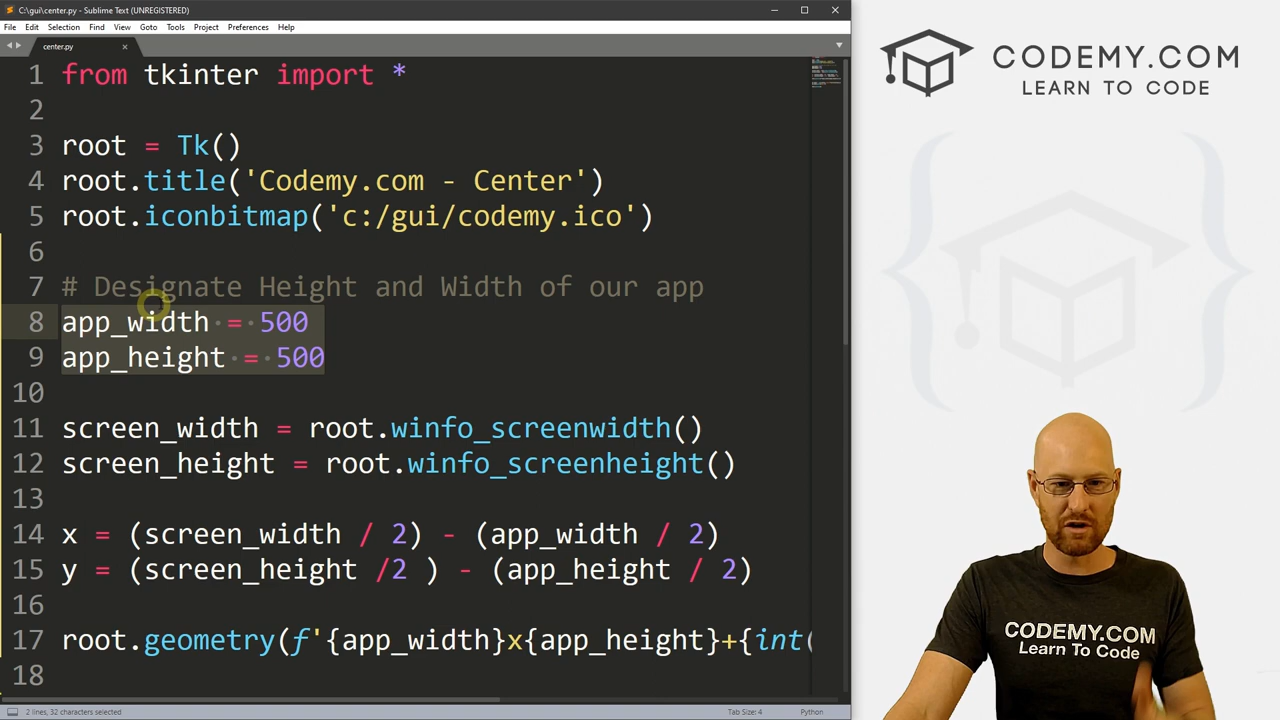 C:\gui\center.py - Sublime Text (UNREGISTERED)
File Edit Selection Find View Goto Tools Project Preferences Help
center.py
1 from tkinter import *
2
3 root = Tk()
4 root.title('Codemy.com - Center')
5 root.iconbitmap('c:/gui/codemy.ico')
6
7 # Designate Height and Width of our app
8 app_width = 500
9 app_height = 500
10
11 screen_width = root.winfo_screenwidth()
12 screen_height = root.winfo_screenheight()
13
14 x = (screen_width / 2) - (app_width / 2)
15 y = (screen_height /2 ) - (app_height / 2)
16
17 root.geometry(f'{app_width}x{app_height}+{int(
18
2 lines, 32 characters selected
Tab Size: 4
Python
CODEMY.COM
LEARN TO CODE
CODEMY.COM
Learn To Code